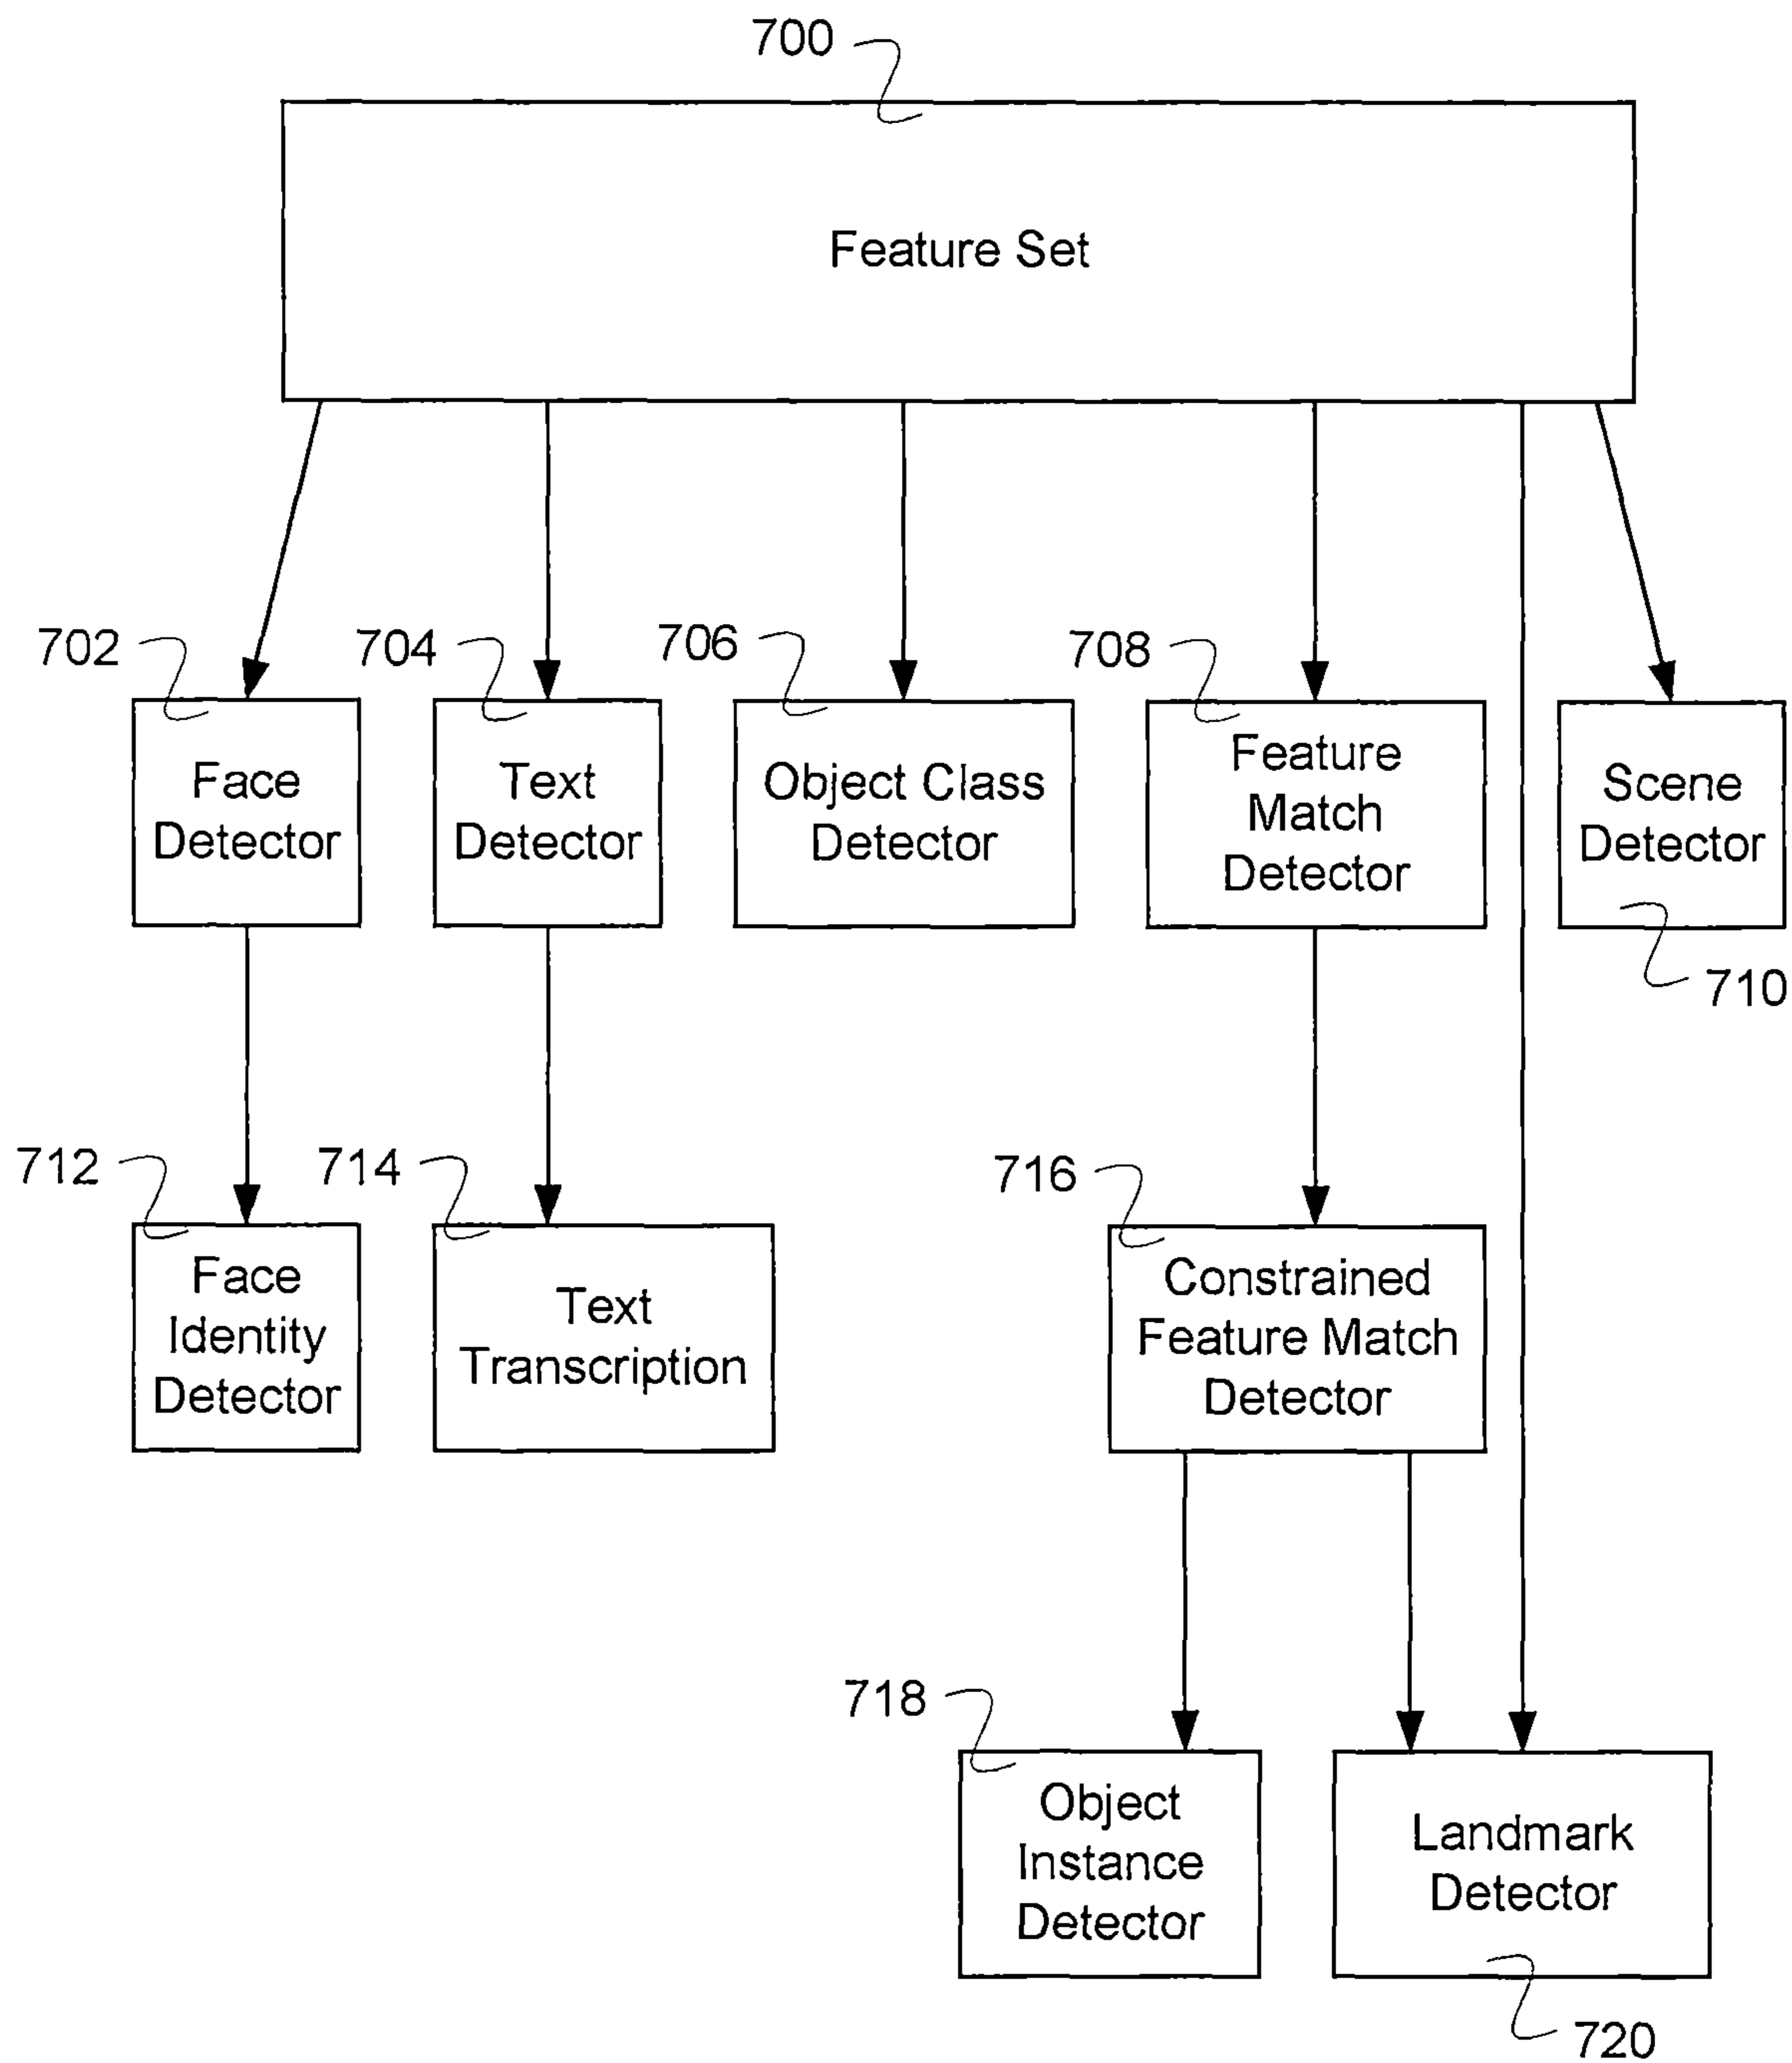 700
Feature Set
702
704
706
708
Face
Detector
Text
Detector
Object Class
Detector
Feature
Match
Detector
Scene
Detector
710
712
714
716
Face
Identity
Detector
Text
Transcription
Constrained
Feature Match
Detector
718
Object
Instance
Detector
Landmark
Detector
720